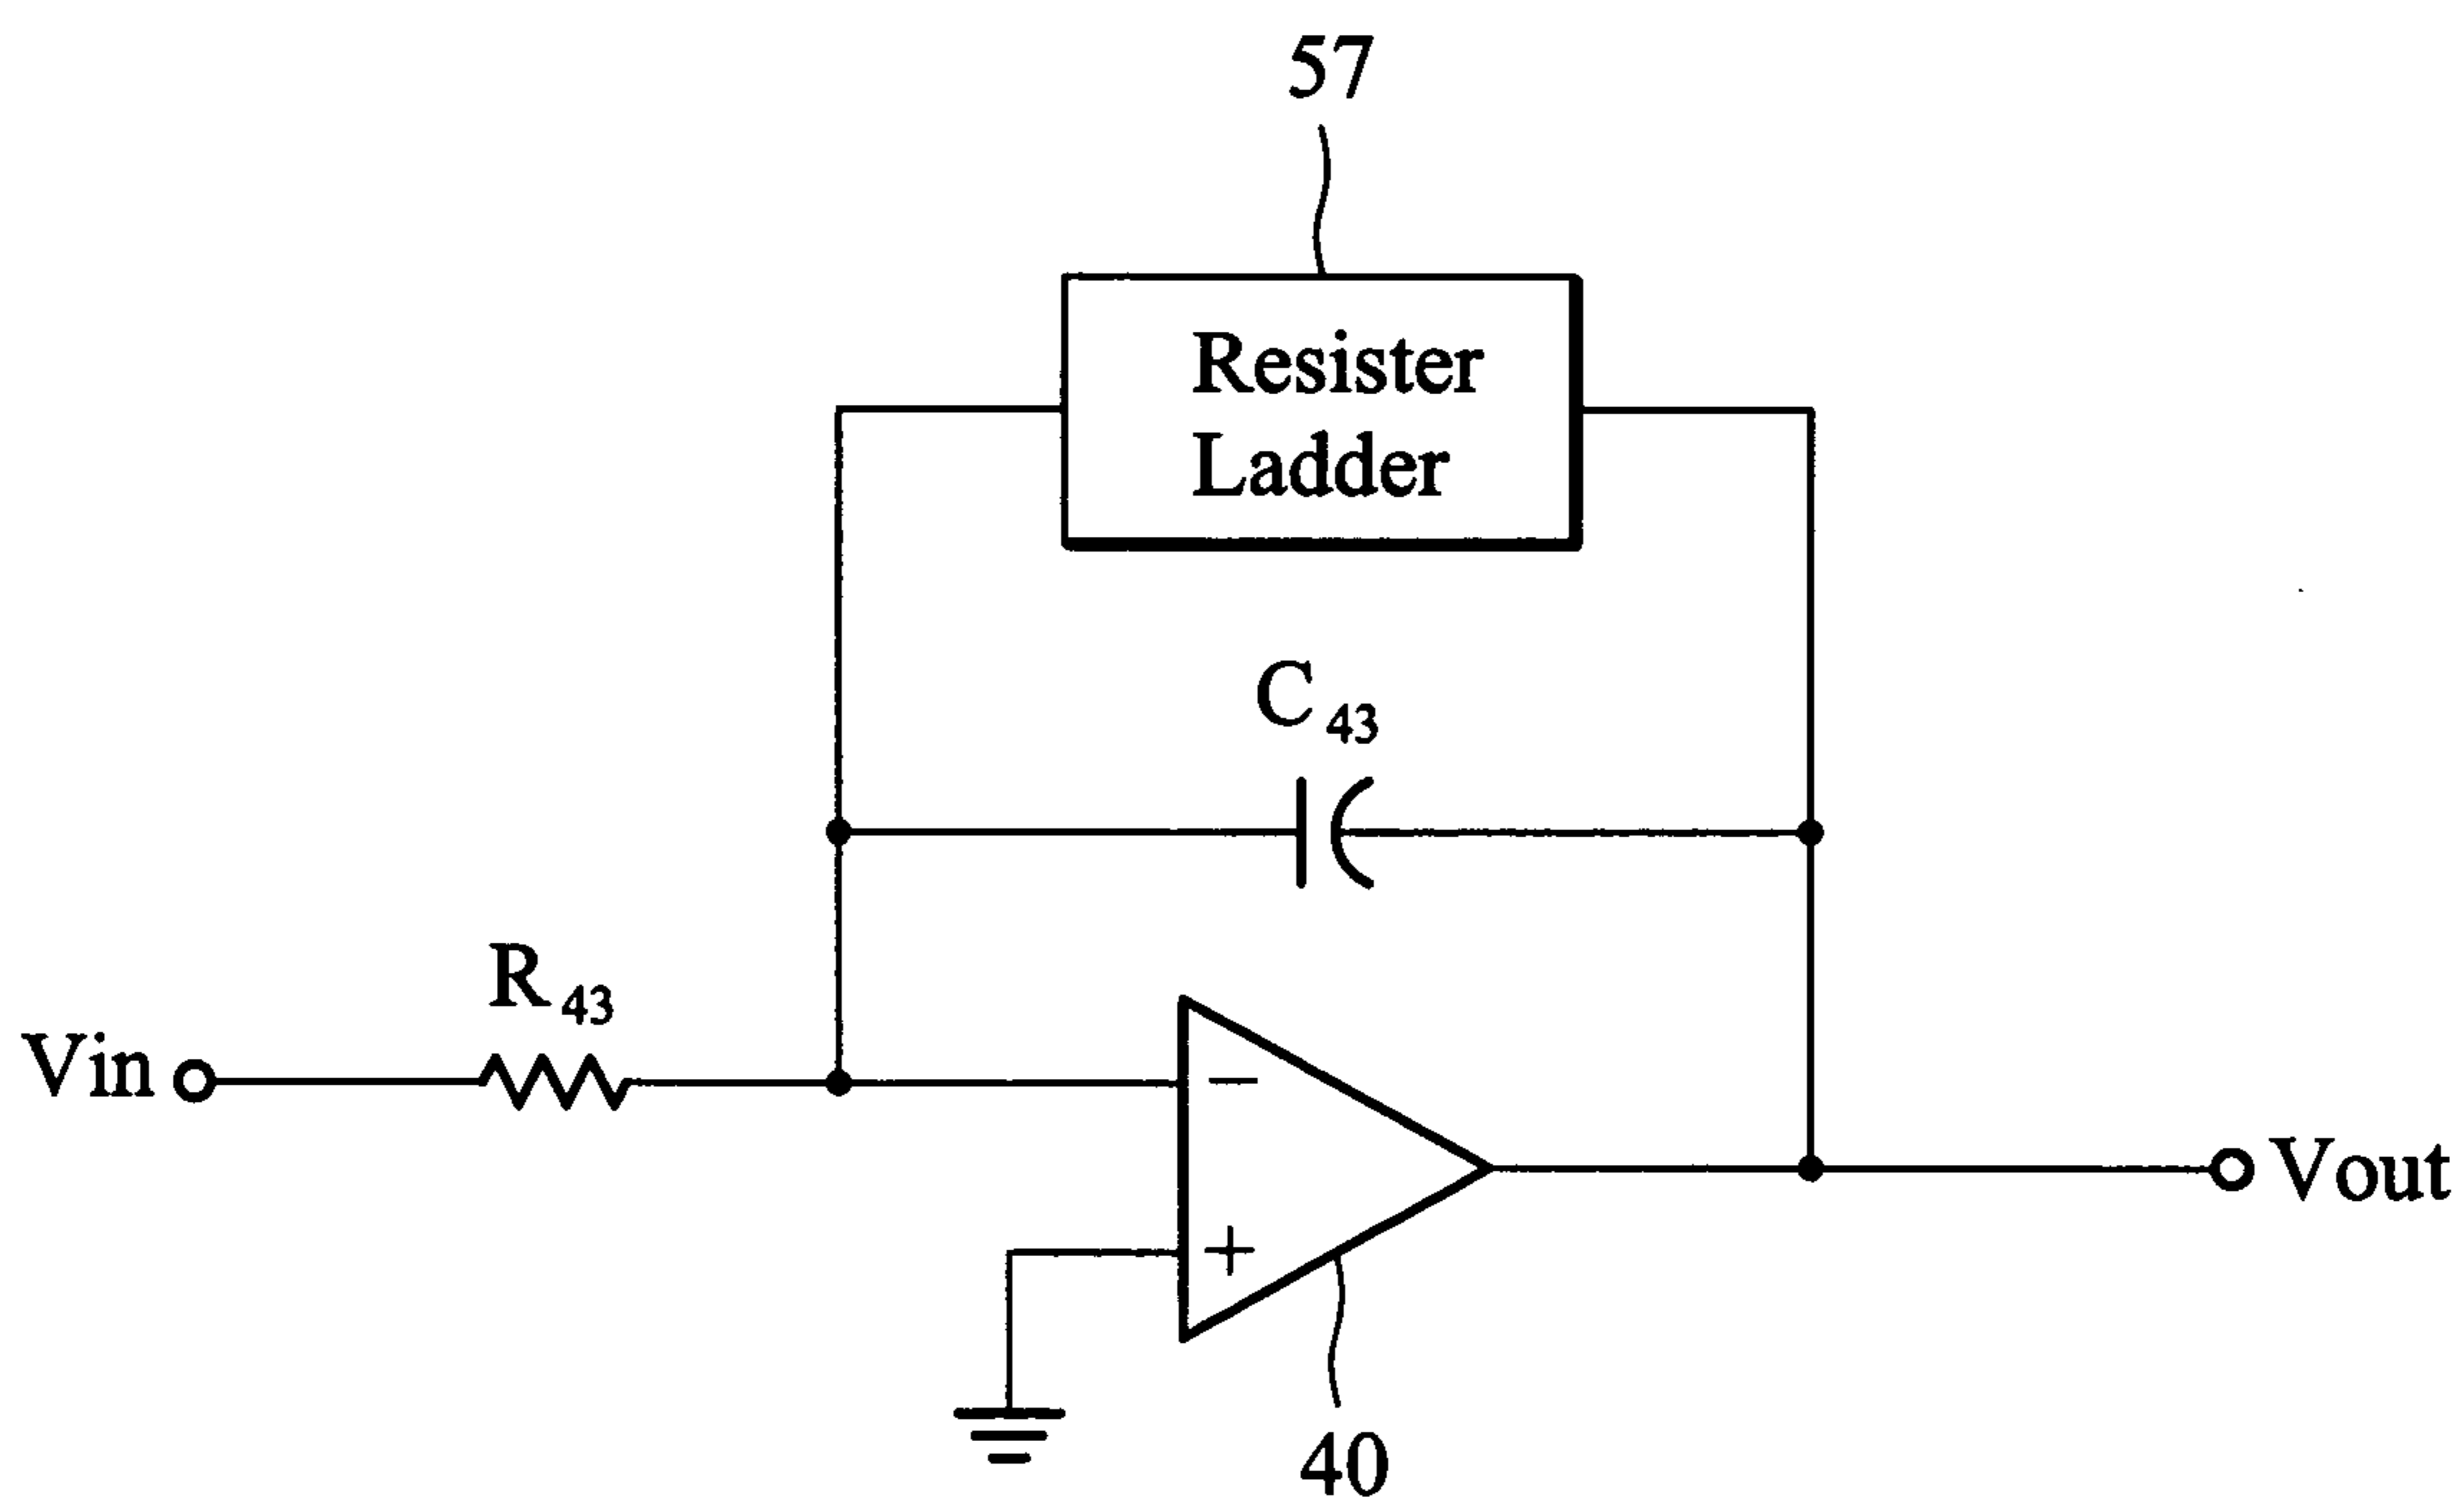 57
Resister
Ladder
C43
R43
Vin
−
+
Vout
40